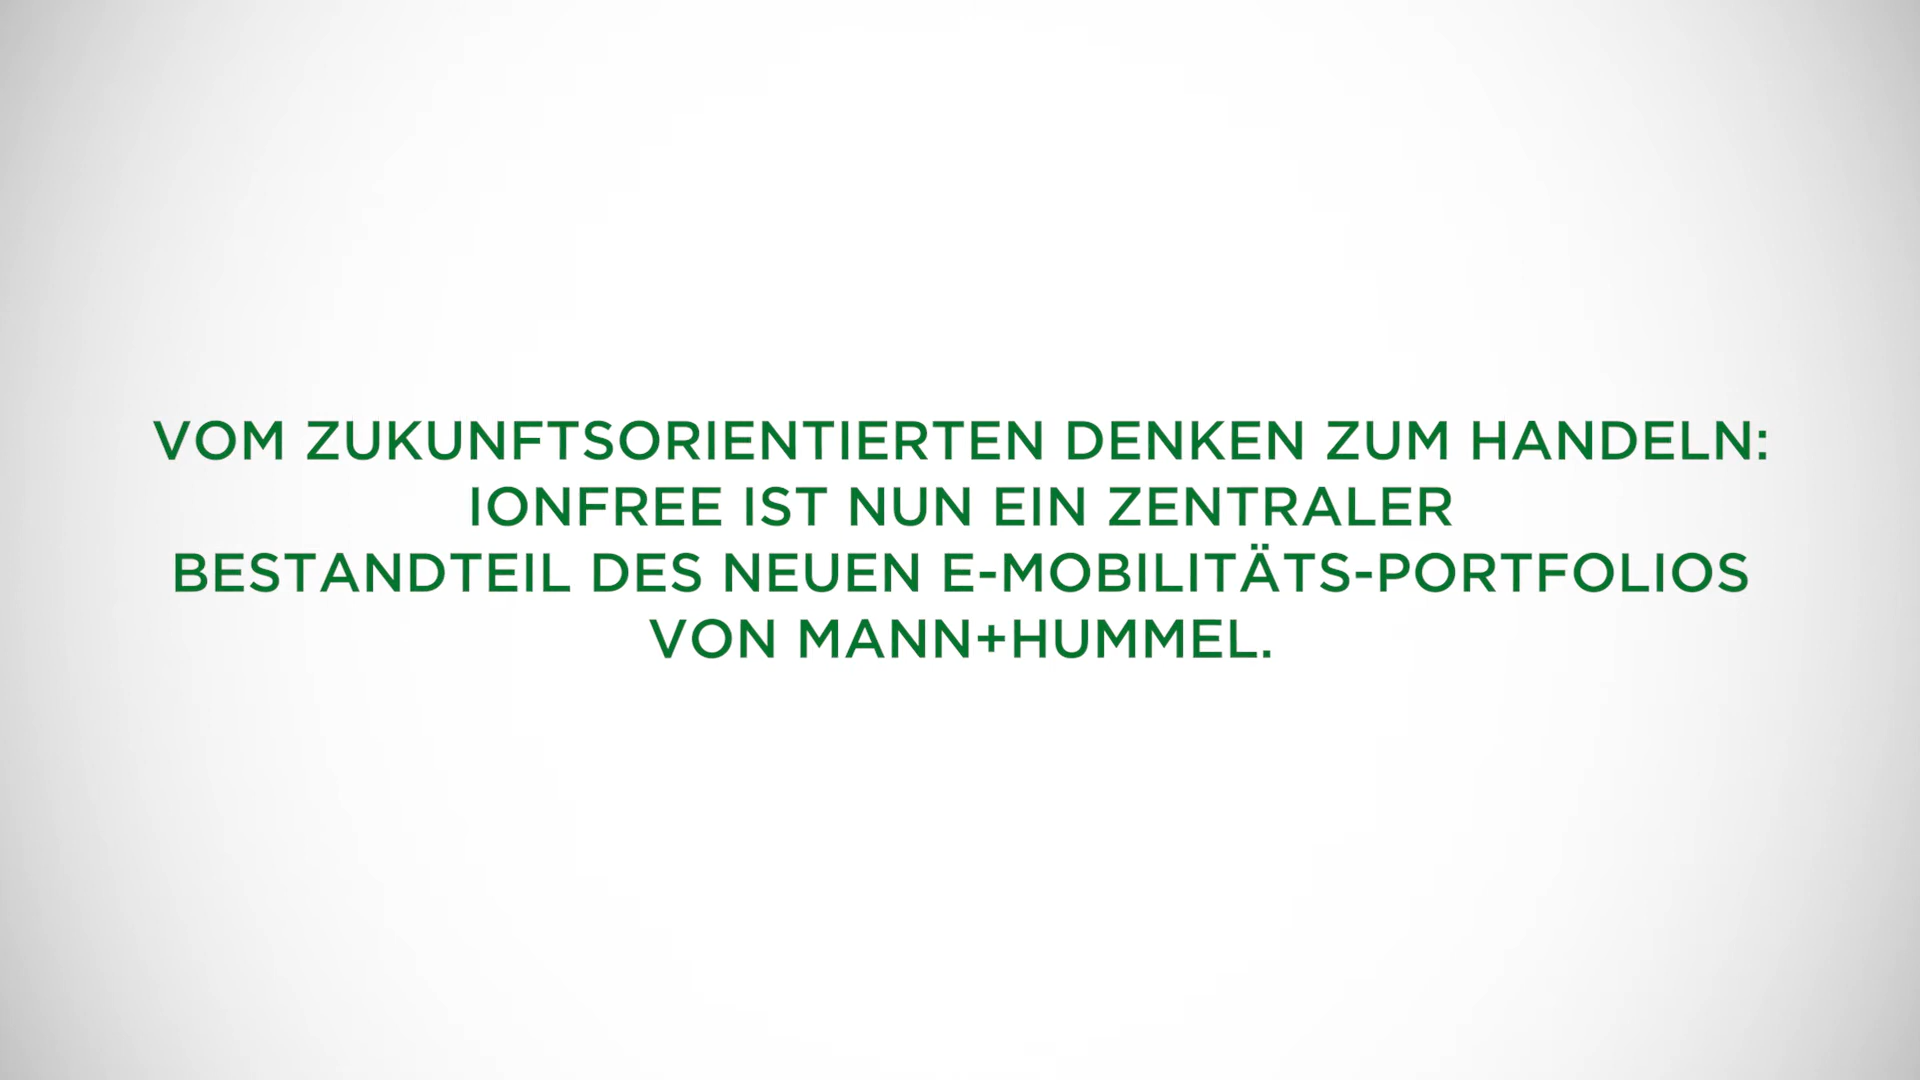 VOM ZUKUNFTSORIENTIERTEN DENKEN ZUM HANDELN:
IONFREE IST NUN EIN ZENTRALER
BESTANDTEIL DES NEUEN E-MOBILITÄTS-PORTFOLIOS
VON MANN+HUMMEL.